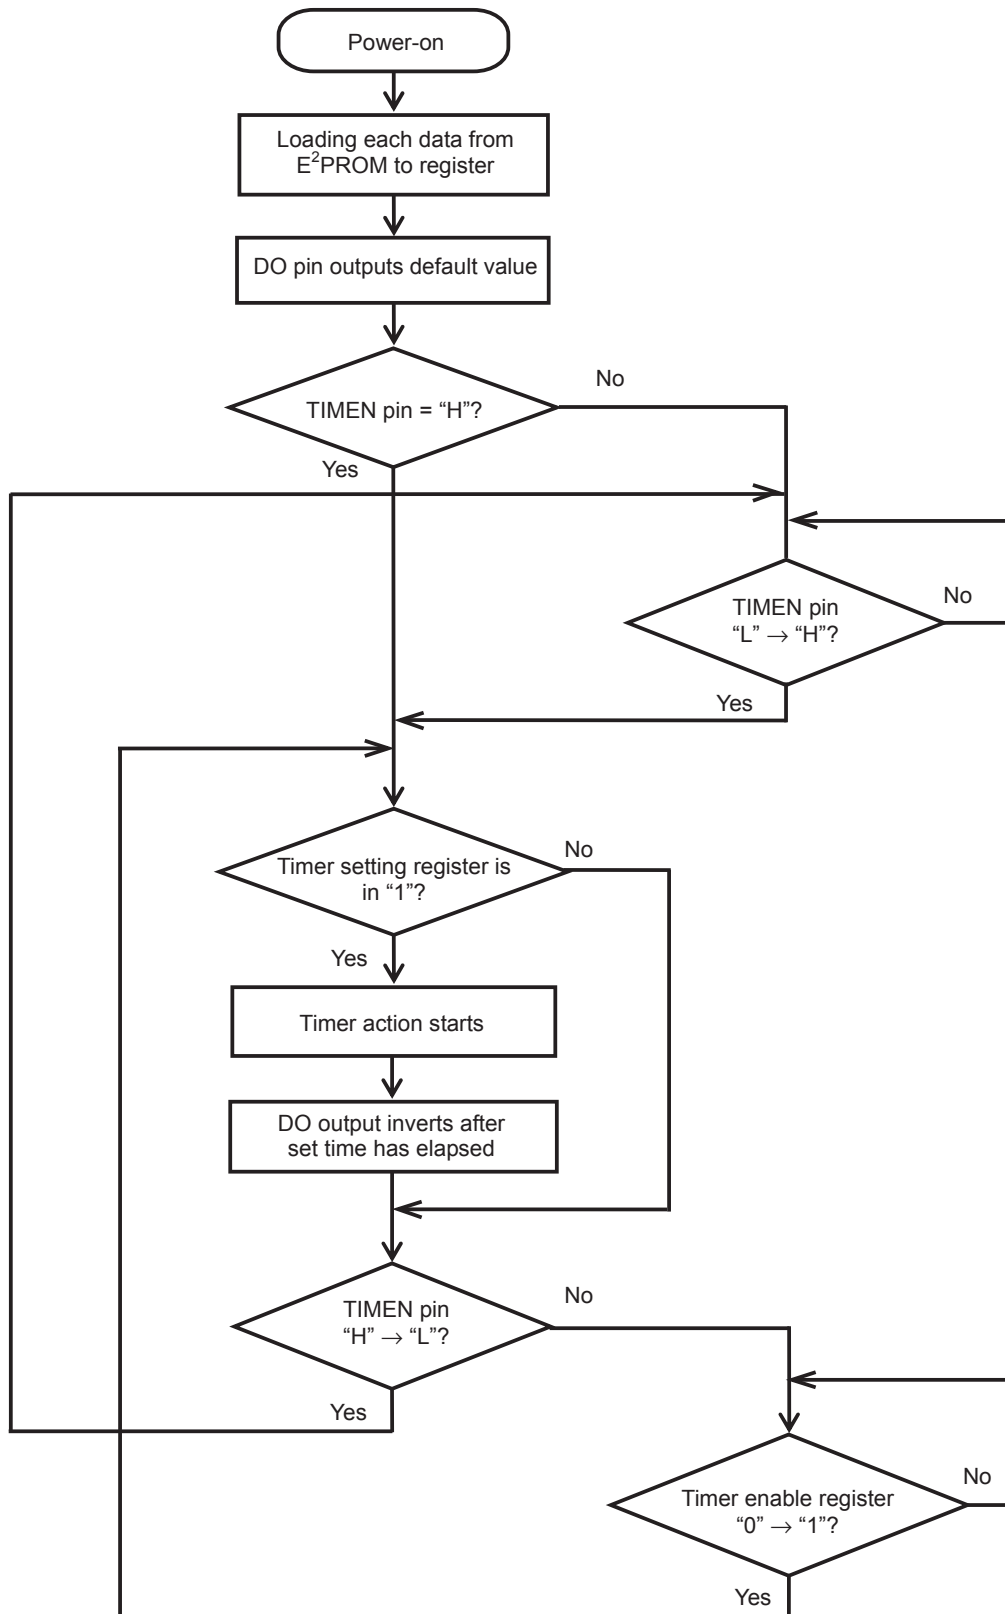 Power-on
Loading each data from
E²PROM to register
DO pin outputs default value
TIMEN pin = “H”?
No
Yes
TIMEN pin
“L” → “H”?
No
Yes
Timer setting register is
in “1”?
No
Yes
Timer action starts
DO output inverts after
set time has elapsed
TIMEN pin
“H” → “L”?
No
Yes
Timer enable register
“0” → “1”?
No
Yes